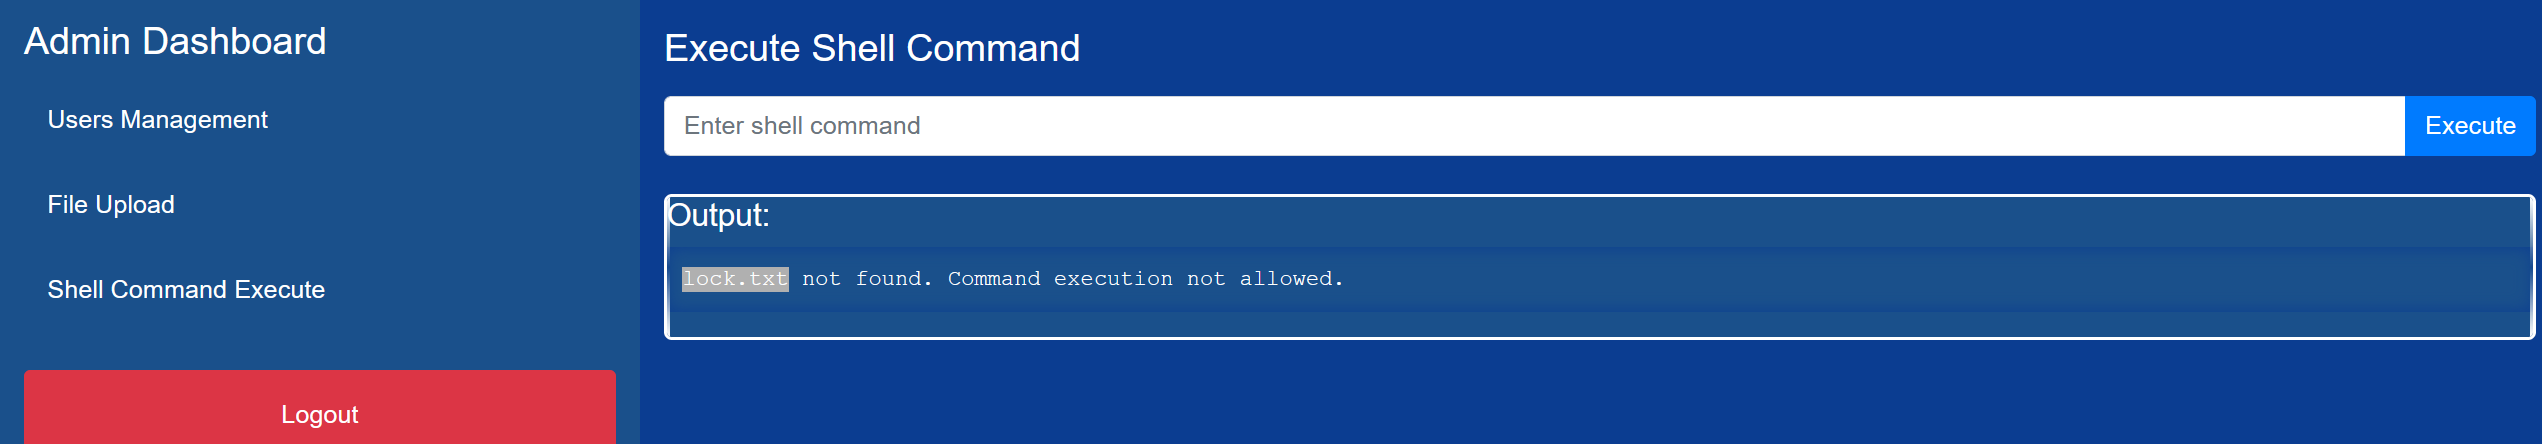 Admin Dashboard
Users Management
File Upload
Shell Command Execute
Logout
Execute Shell Command
Enter shell command
Execute
Output:
lock.txt not found. Command execution not allowed.